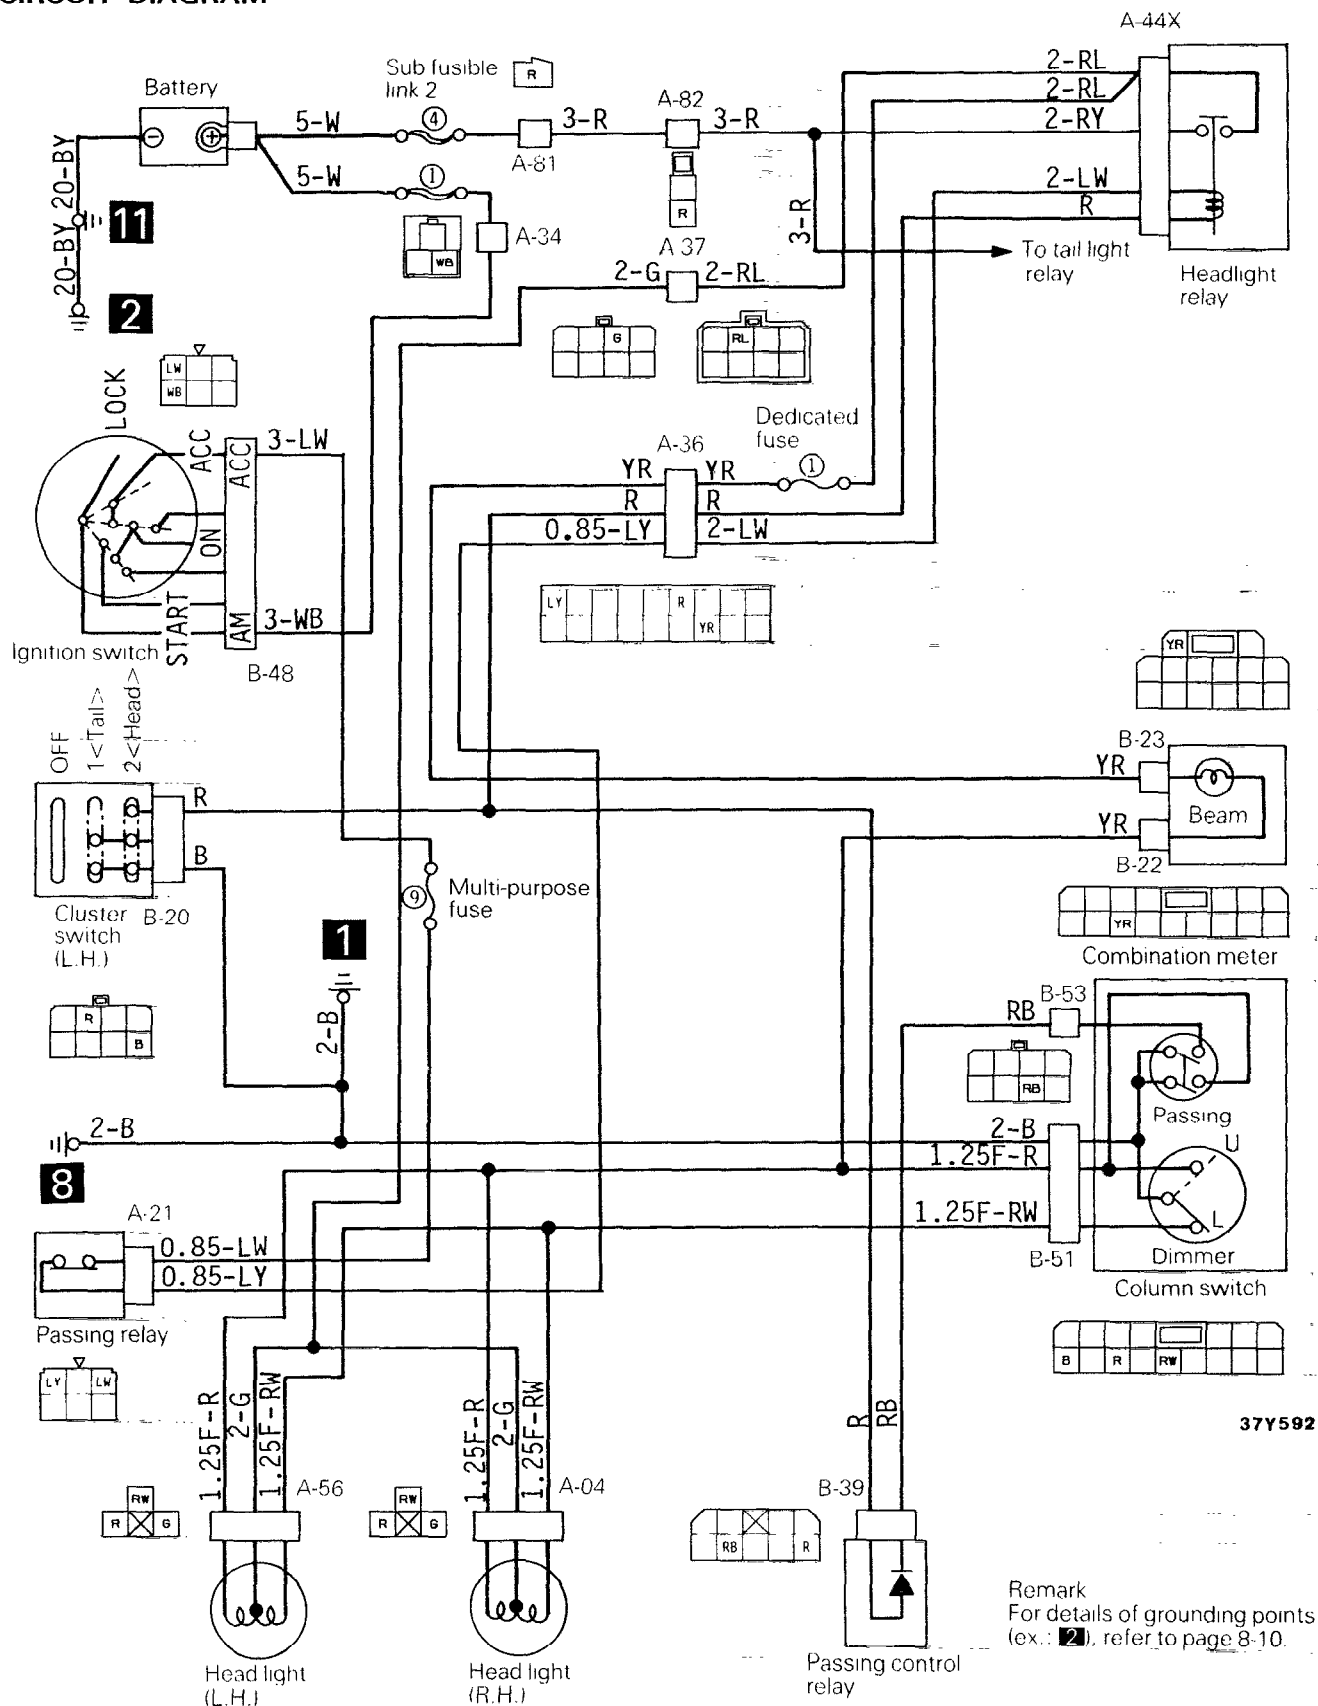 CIRCUIT DIAGRAM
A-44X
Sub fusible
link 2
R
Battery
5-W
④
A-81
3-R
A-82
3-R
2-RL
2-RL
2-RY
20-BY
20-BY
11
2
5-W
①
A-34
WB
R
3-R
2-LW
R
To tail light
relay
Headlight
relay
A 37
2-G
2-RL
G
RL
LW
WB
LOCK
ACC
ACC
3-LW
ON
START
AM
3-WB
Ignition switch
B-48
Dedicated
fuse
①
A-36
YR
YR
R
R
0.85-LY
2-LW
LY
R
YR
YR
OFF
1<Tail>
2<Head>
B-23
YR
Beam
YR
B-22
R
B
Cluster
switch
(L.H.)
B-20
⑨
Multi-purpose
fuse
YR
Combination meter
1
R
B
2-B
B-53
RB
RB
Passing
2-B
8
2-B
1.25F-R
1.25F-RW
B-51
U
L
Dimmer
Column switch
A-21
0.85-LW
0.85-LY
Passing relay
LY
LW
B
R
RW
37Y592
1.25F-R
2-G
1.25F-RW
1.25F-R
2-G
1.25F-RW
R
RB
A-56
A-04
B-39
RW
R
G
RW
R
G
RB
R
Head light
(L.H.)
Head light
(R.H.)
Passing control
relay
Remark
For details of grounding points
(ex.: 2), refer to page 8-10.